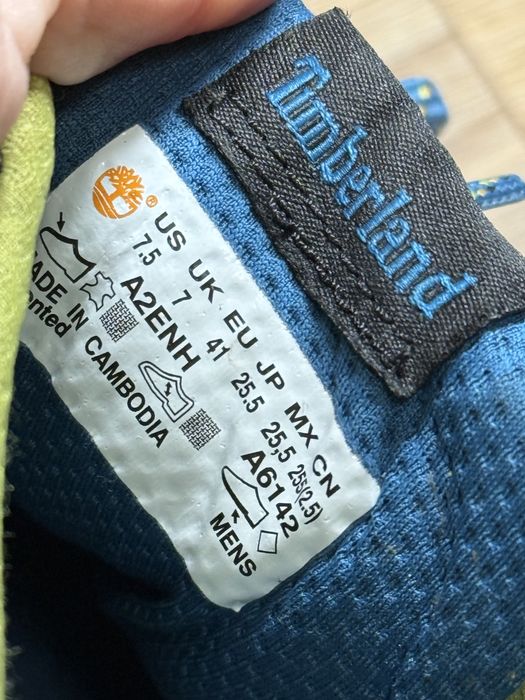 Timberland
®
US UK EU JP MX CN
7.5 7 41 25.5 25,5 255(2.5)
A2ENH A6142
MADE IN CAMBODIA MENS